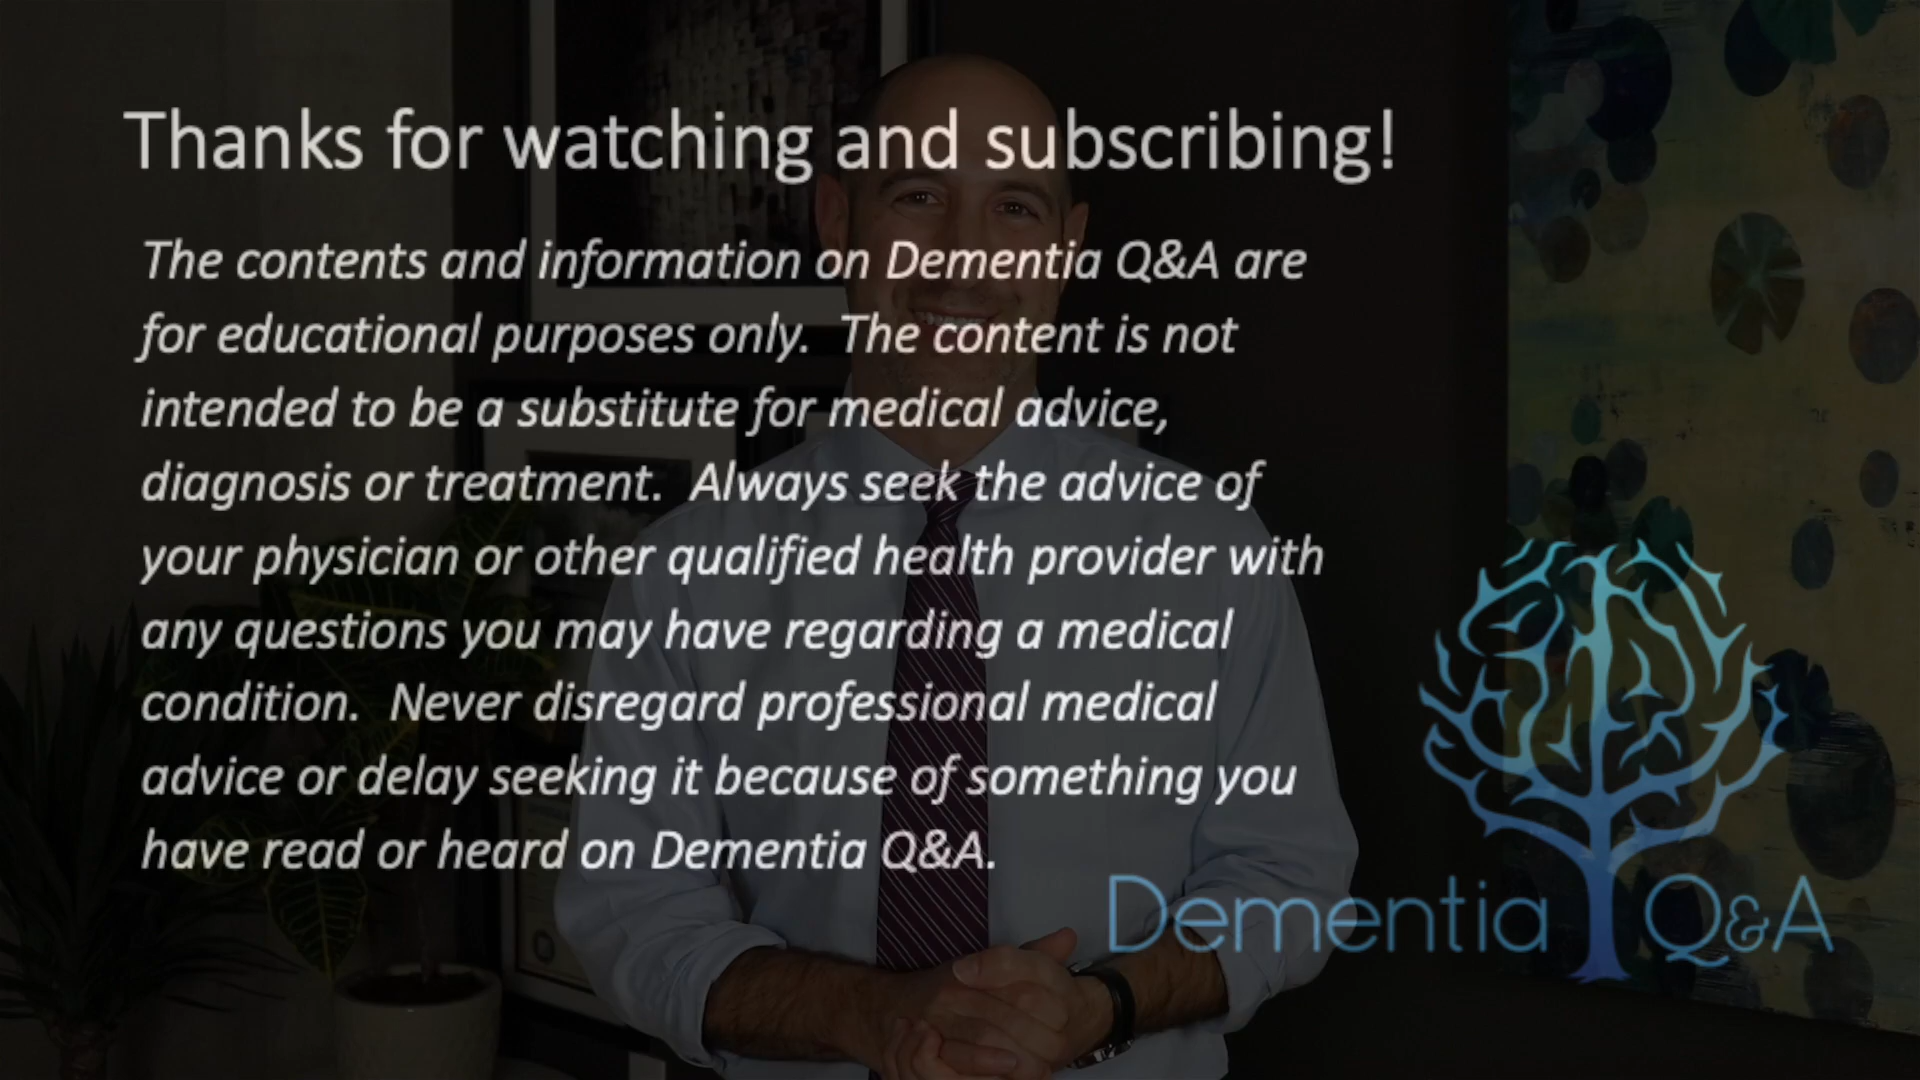 Thanks for watching and subscribing!
The contents and information on Dementia Q&A are
for educational purposes only.  The content is not
intended to be a substitute for medical advice,
diagnosis or treatment.  Always seek the advice of
your physician or other qualified health provider with
any questions you may have regarding a medical
condition.  Never disregard professional medical
advice or delay seeking it because of something you
have read or heard on Dementia Q&A.
Dementia Q&A